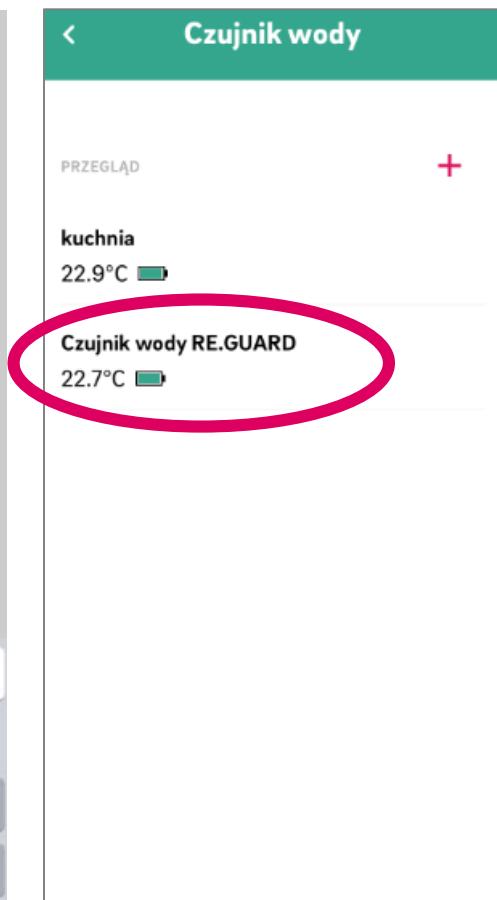 Czujnik wody
PRZEGLĄD
kuchnia
22.9°C
Czujnik wody RE.GUARD
22.7°C